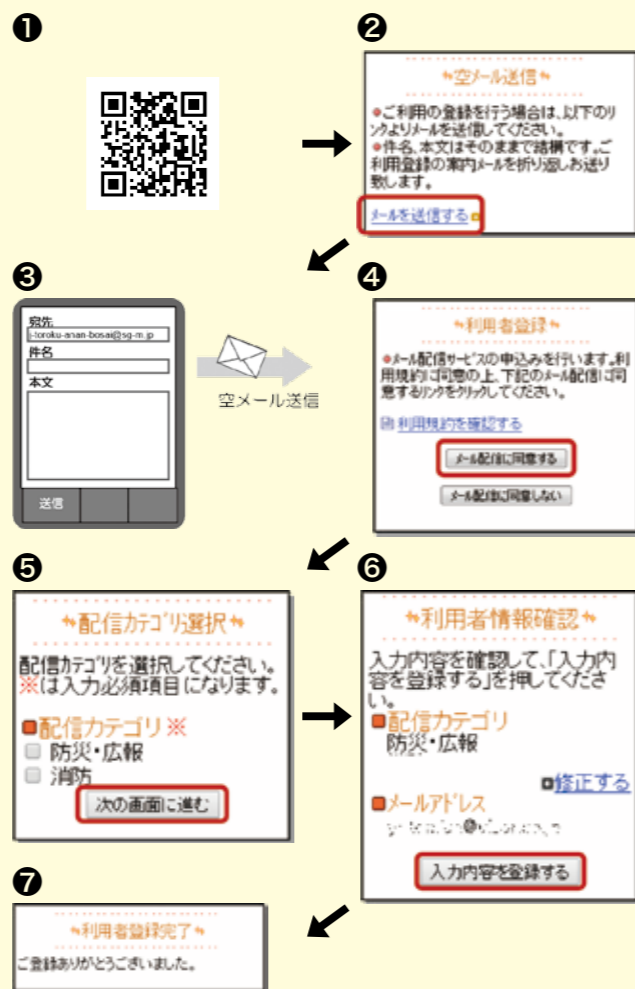 ❶
❷
空メール送信
●ご利用の登録を行う場合は、以下のリ
ンクよりメールを送信してください。
●件名、本文はそのままで結構です。ご
利用登録の案内メールを折り返しお送り
致します。
メールを送信する
❸
宛先
t-toroku-anan-bosai@sg-m.jp
件名
本文
送信
空メール送信
❹
利用者登録
●メール配信サービスの申込みを行います。利
用規約に同意の上、下記のメール配信に同
意するリンクをクリックしてください。
利用規約を確認する
メール配信に同意する
メール配信に同意しない
❺
配信カテゴリ選択
配信カテゴリを選択してください。
※は入力必須項目になります。
■配信カテゴリ※
防災・広報
消防
次の画面に進む
❻
利用者情報確認
入力内容を確認して、「入力内
容を登録する」を押してくださ
い。
■配信カテゴリ
防災・広報
修正する
■メールアドレス
入力内容を登録する
❼
利用者登録完了
ご登録ありがとうございました。